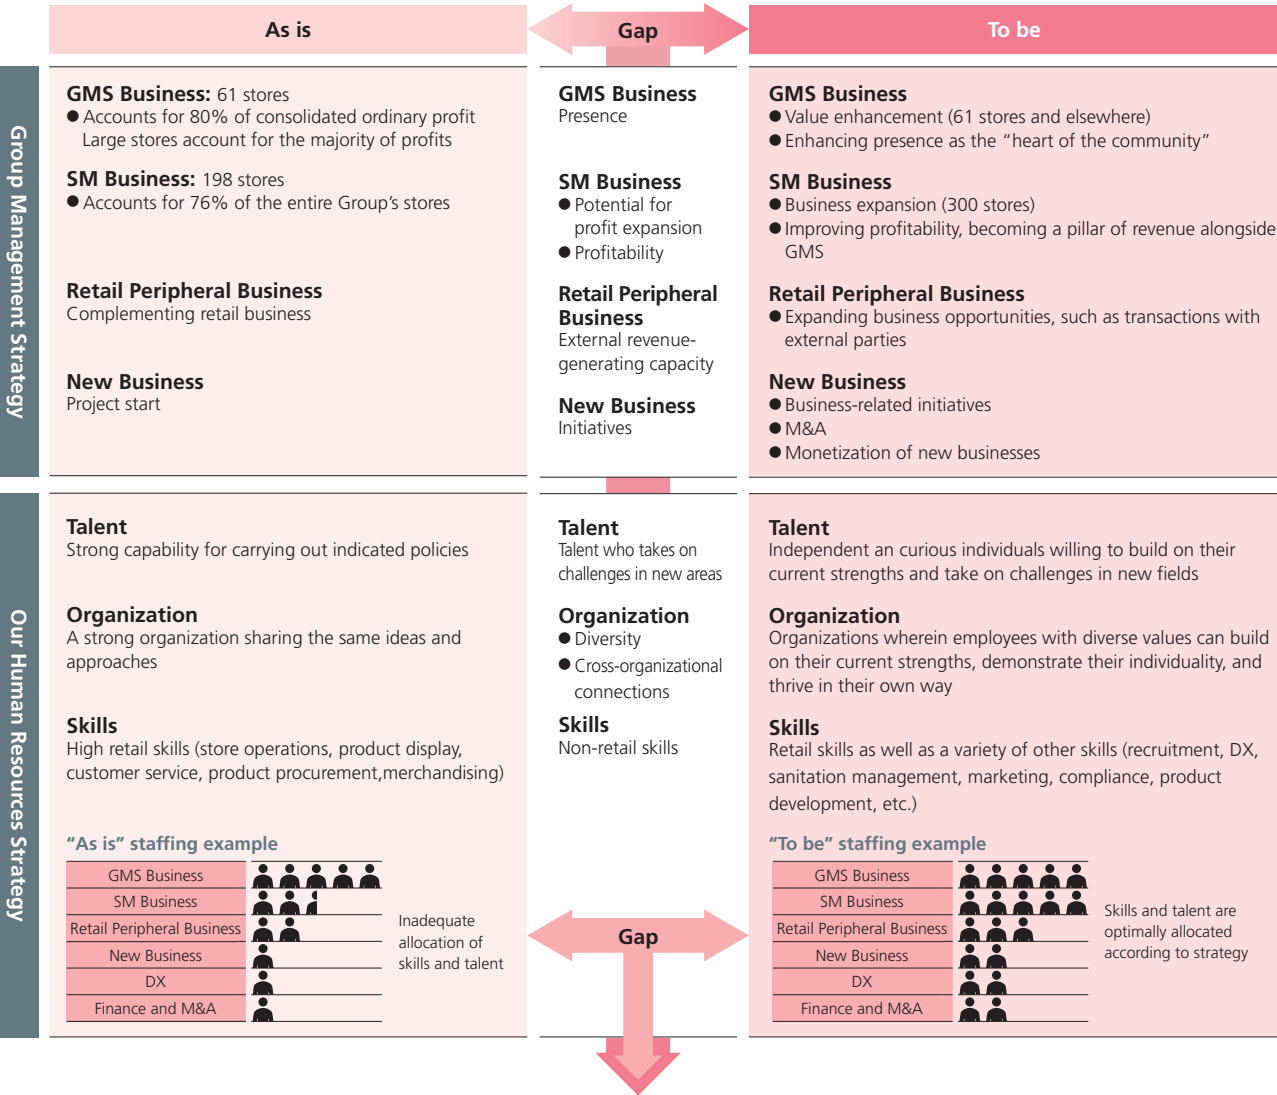 As is
Gap
To be
Group Management Strategy
GMS Business: 61 stores
● Accounts for 80% of consolidated ordinary profit
Large stores account for the majority of profits
SM Business: 198 stores
● Accounts for 76% of the entire Group’s stores
Retail Peripheral Business
Complementing retail business
New Business
Project start
GMS Business
Presence
SM Business
● Potential for
profit expansion
● Profitability
Retail Peripheral
Business
External revenue-
generating capacity
New Business
Initiatives
GMS Business
● Value enhancement (61 stores and elsewhere)
● Enhancing presence as the “heart of the community”
SM Business
● Business expansion (300 stores)
● Improving profitability, becoming a pillar of revenue alongside
GMS
Retail Peripheral Business
● Expanding business opportunities, such as transactions with
external parties
New Business
● Business-related initiatives
● M&A
● Monetization of new businesses
Our Human Resources Strategy
Talent
Strong capability for carrying out indicated policies
Organization
A strong organization sharing the same ideas and
approaches
Skills
High retail skills (store operations, product display,
customer service, product procurement,merchandising)
“As is” staffing example
GMS Business
SM Business
Retail Peripheral Business
New Business
DX
Finance and M&A
Inadequate
allocation of
skills and talent
Talent
Talent who takes on
challenges in new areas
Organization
● Diversity
● Cross-organizational
connections
Skills
Non-retail skills
Gap
Talent
Independent an curious individuals willing to build on their
current strengths and take on challenges in new fields
Organization
Organizations wherein employees with diverse values can build
on their current strengths, demonstrate their individuality, and
thrive in their own way
Skills
Retail skills as well as a variety of other skills (recruitment, DX,
sanitation management, marketing, compliance, product
development, etc.)
“To be” staffing example
GMS Business
SM Business
Retail Peripheral Business
New Business
DX
Finance and M&A
Skills and talent are
optimally allocated
according to strategy